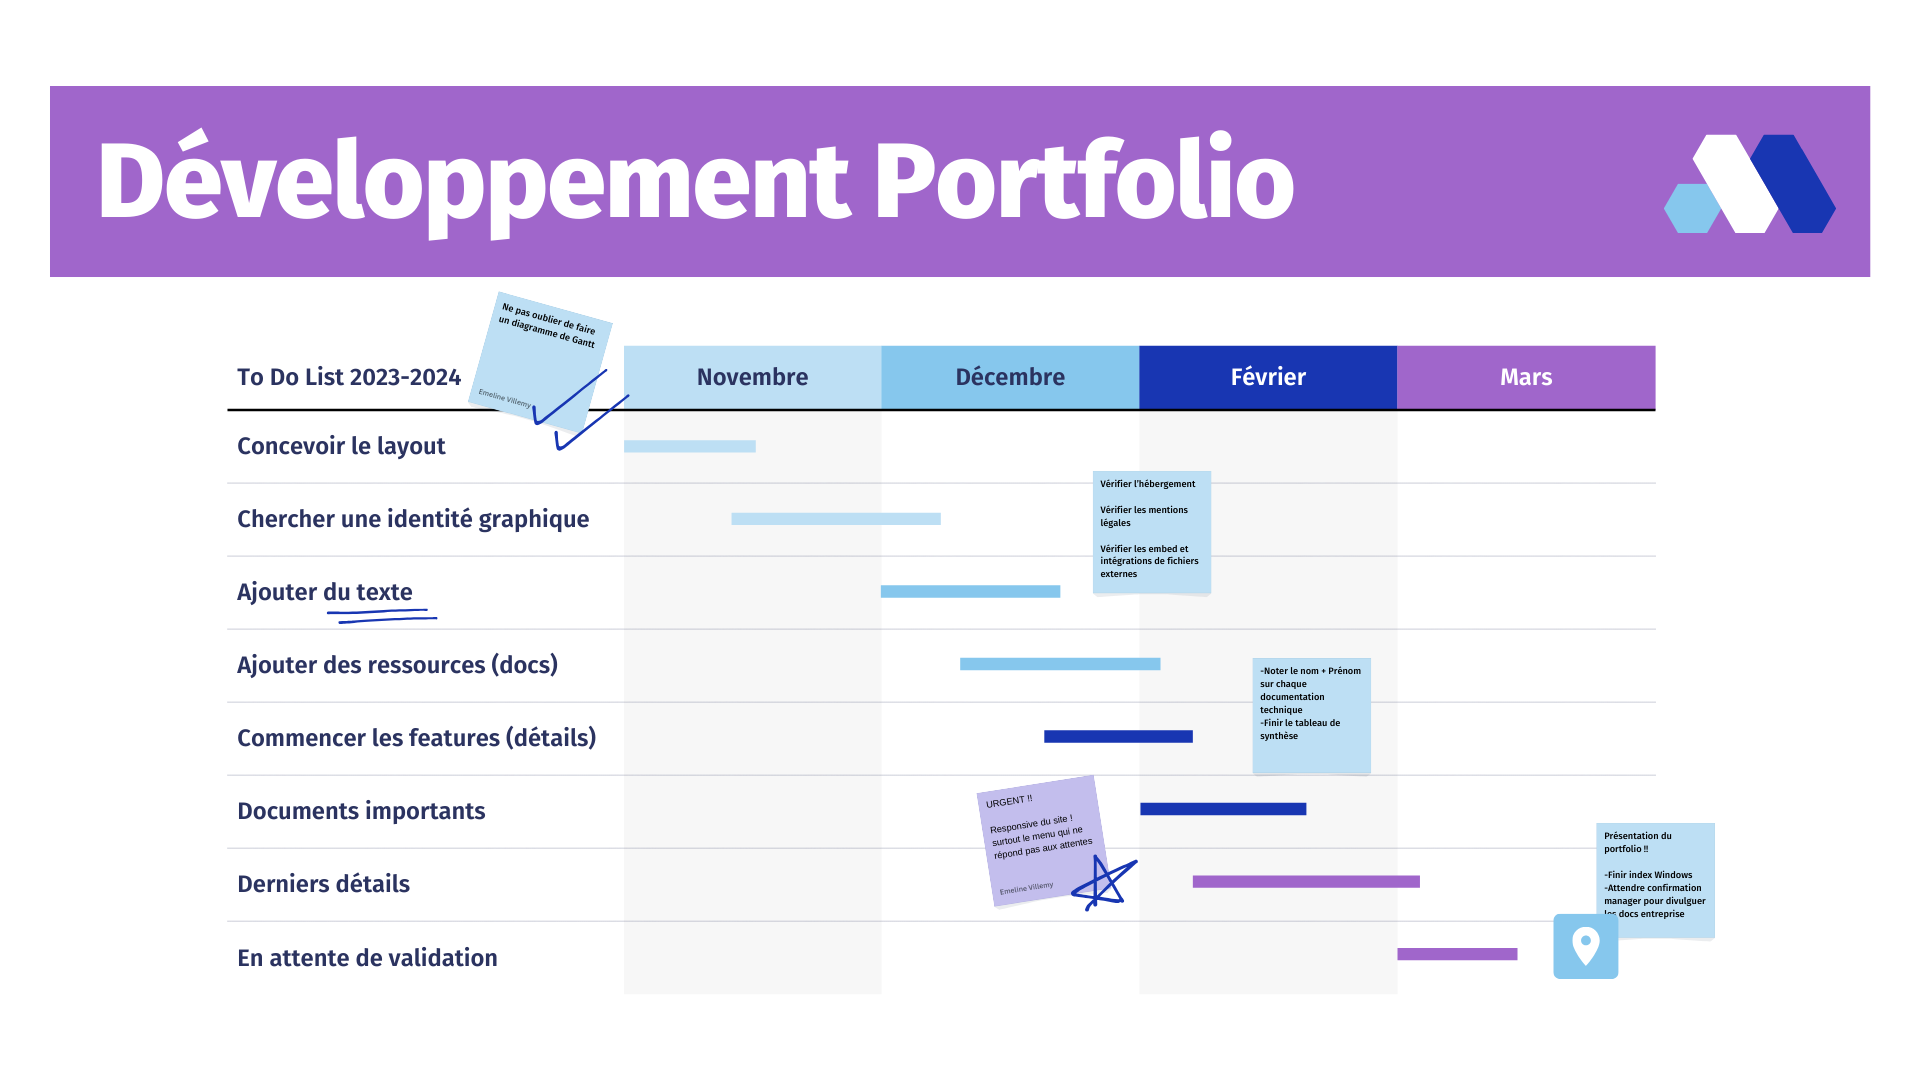 Développement Portfolio
Ne pas oublier de faire
un diagramme de Gantt
Emeline Villemy
To Do List 2023-2024
Novembre
Décembre
Février
Mars
Concevoir le layout
Chercher une identité graphique
Vérifier l'hébergement
Vérifier les mentions
légales
Vérifier les embed et
intégrations de fichiers
externes
Ajouter du texte
Ajouter des ressources (docs)
-Noter le nom + Prénom
sur chaque
documentation
technique
-Finir le tableau de
synthèse
Commencer les features (détails)
Documents importants
URGENT !!
Responsive du site !
surtout le menu qui ne
répond pas aux attentes
Emeline Villemy
Derniers détails
Présentation du
portfolio !!
-Finir index Windows
-Attendre confirmation
manager pour divulguer
les docs entreprise
En attente de validation